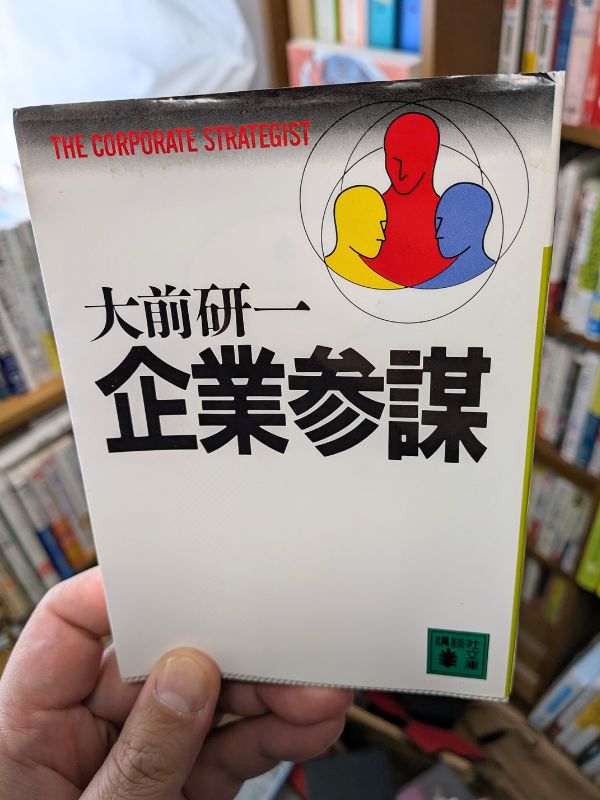 THE CORPORATE STRATEGIST
大前研一
企業参謀
講談社
文庫